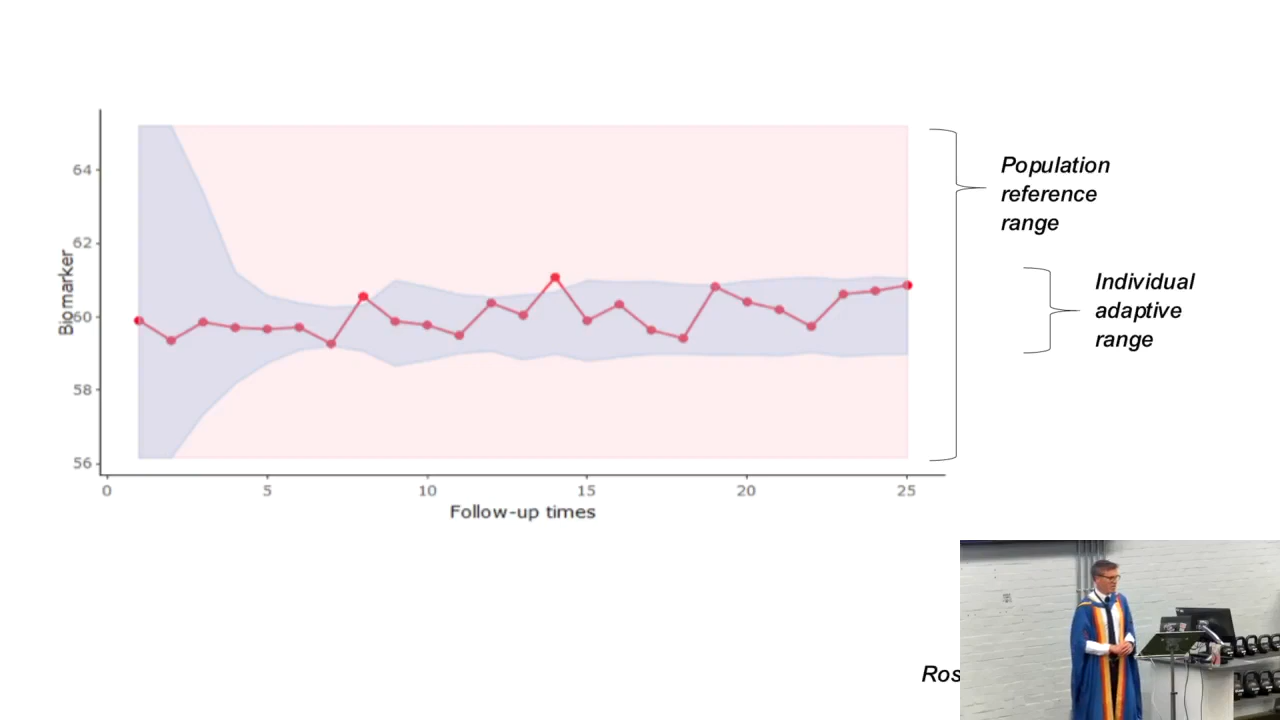 64
62
60
58
56
Biomarker
0 5 10 15 20 25
Follow-up times
Population
reference
range
Individual
adaptive
range
Ros